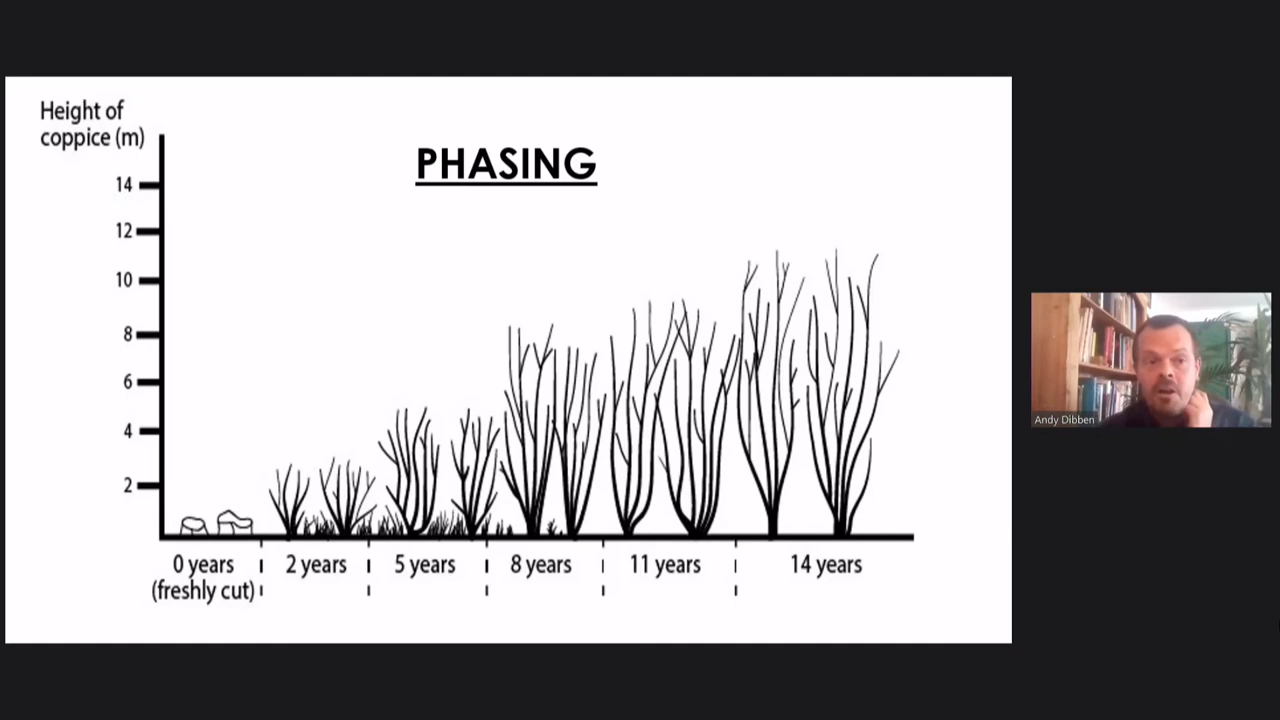 Height of
coppice (m)
PHASING
14
12
10
8
6
4
2
0 years
(freshly cut)
2 years
5 years
8 years
11 years
14 years
Andy Dibben